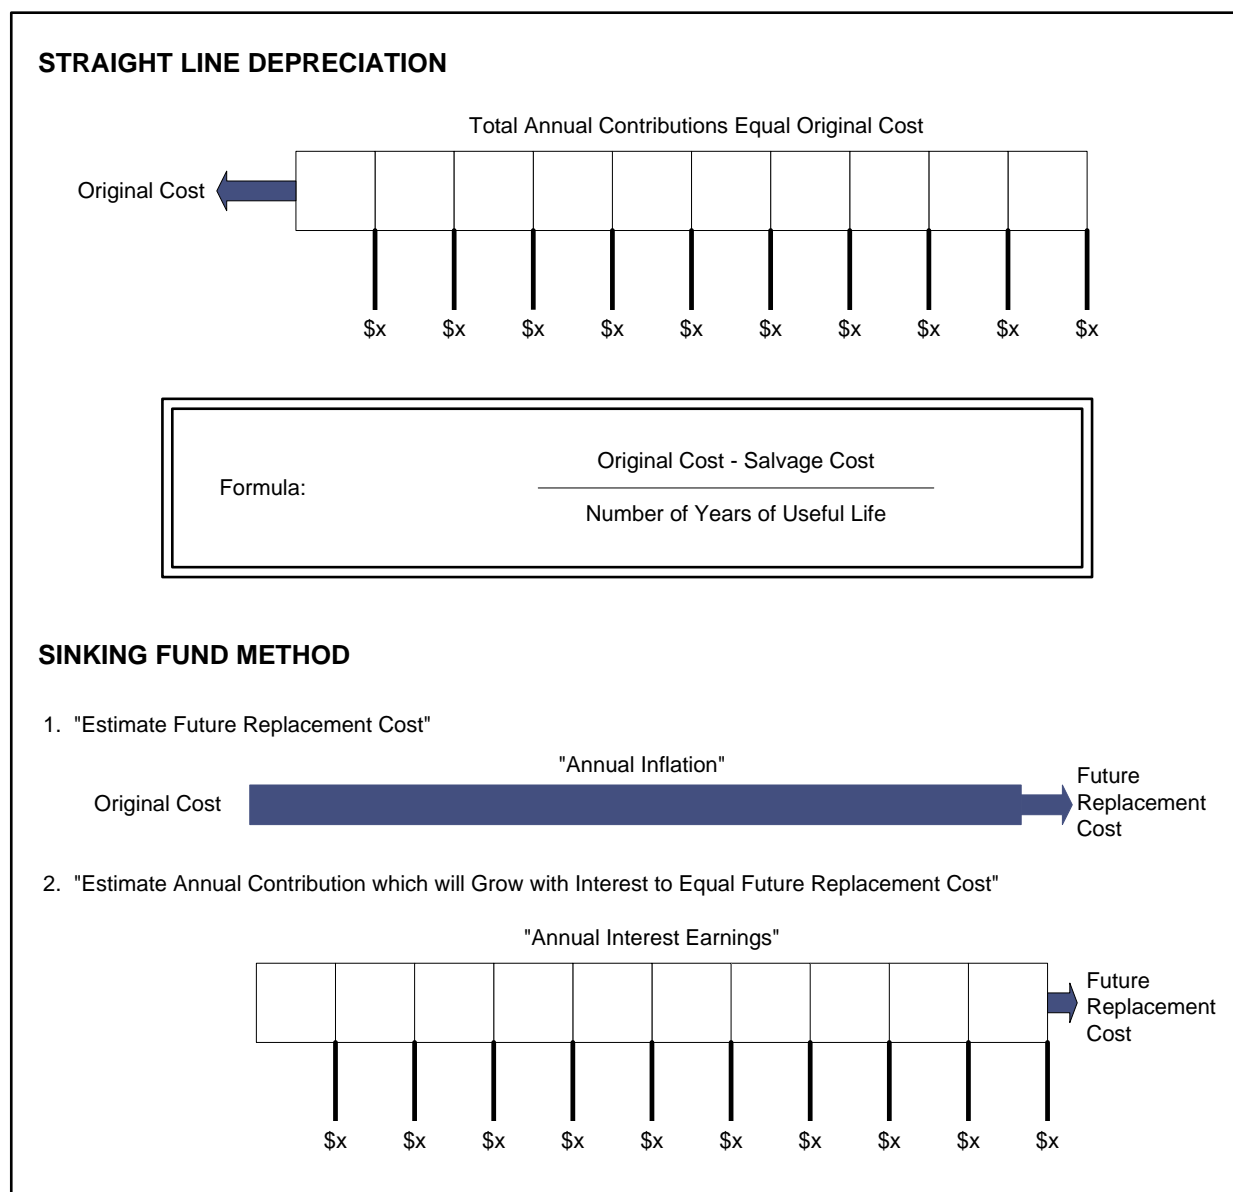 STRAIGHT LINE DEPRECIATION
Total Annual Contributions Equal Original Cost
Original Cost
$x $x $x $x $x $x $x $x $x $x
Formula:
Original Cost - Salvage Cost
Number of Years of Useful Life
SINKING FUND METHOD
1. "Estimate Future Replacement Cost"
"Annual Inflation"
Original Cost
Future
Replacement
Cost
2. "Estimate Annual Contribution which will Grow with Interest to Equal Future Replacement Cost"
"Annual Interest Earnings"
Future
Replacement
Cost
$x $x $x $x $x $x $x $x $x $x